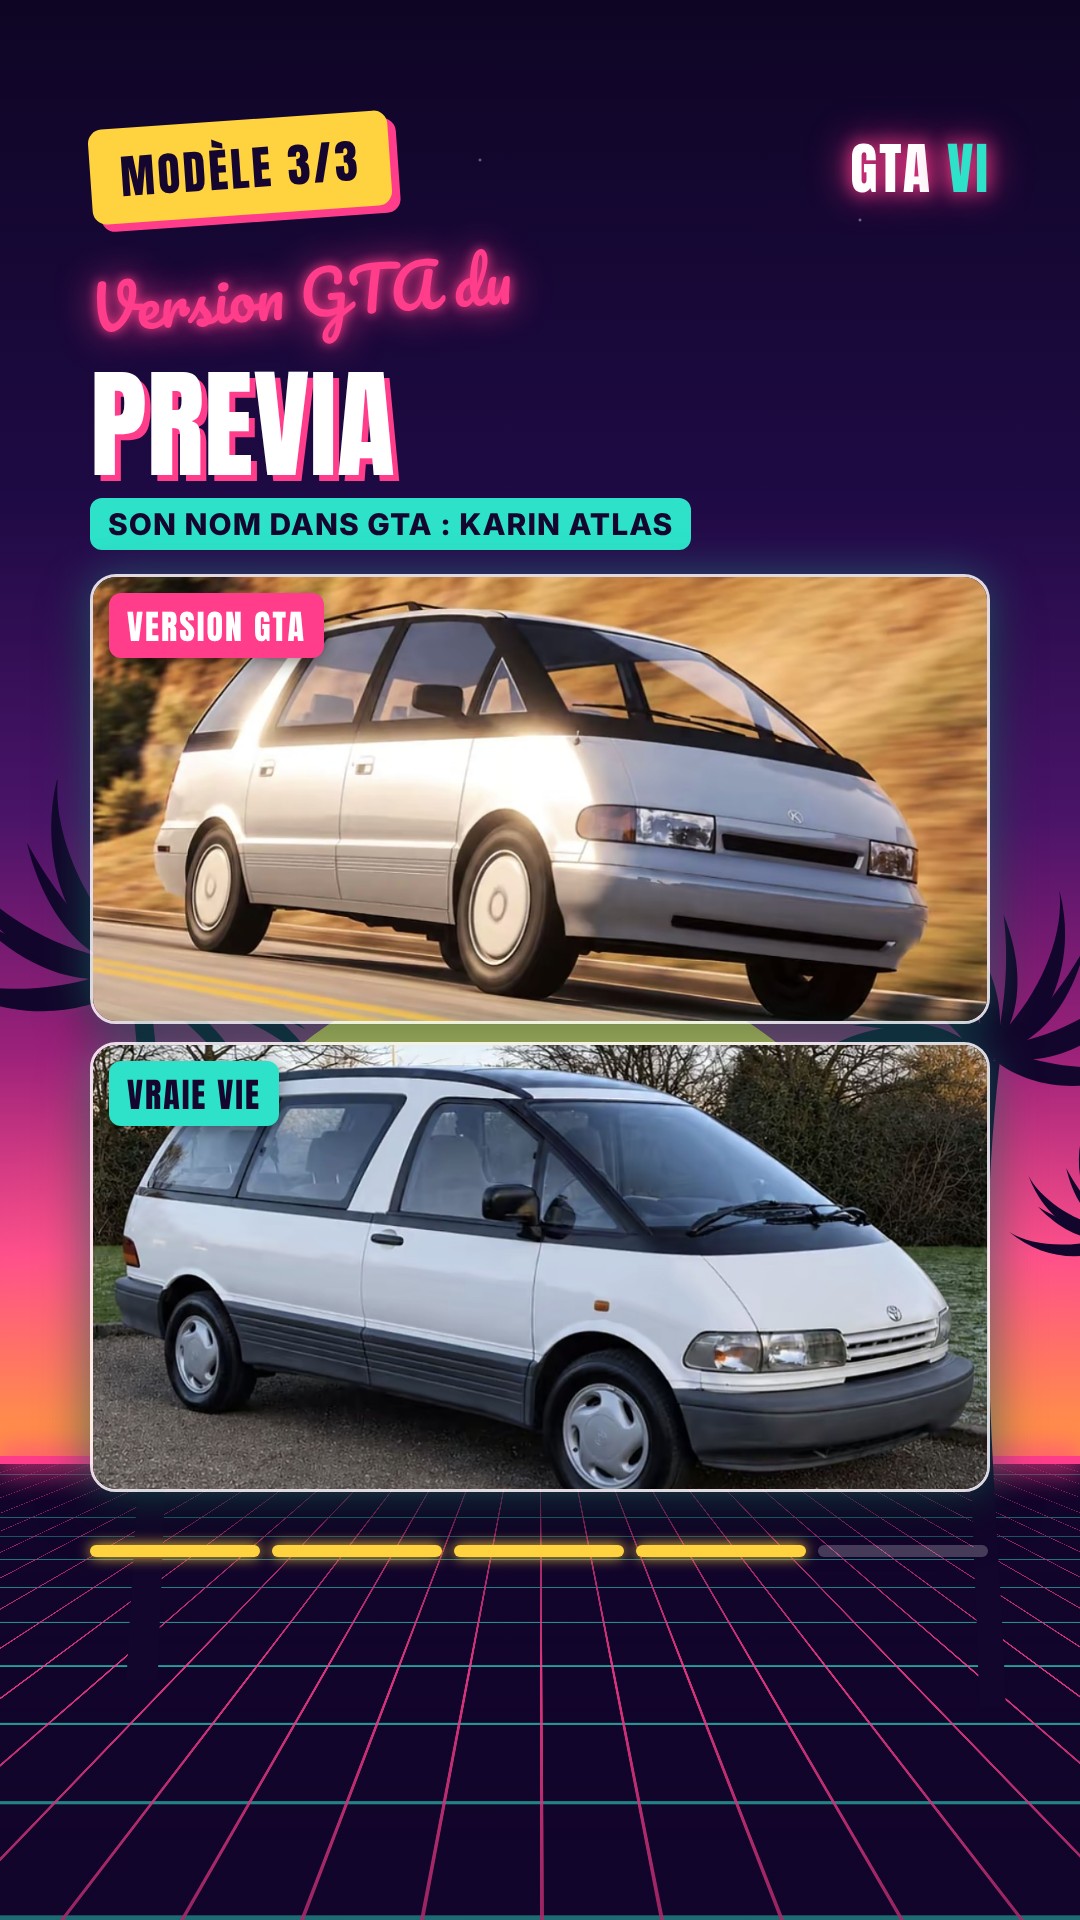 MODÈLE 3/3
GTA VI
Version GTA du
PREVIA
SON NOM DANS GTA : KARIN ATLAS
VERSION GTA
VRAIE VIE